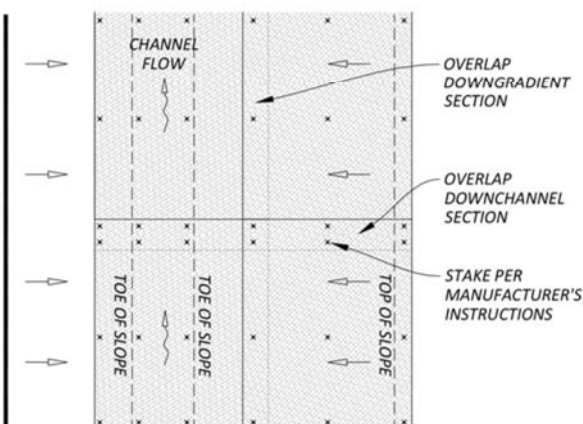 CHANNEL
FLOW
OVERLAP
DOWNGRADIENT
SECTION
OVERLAP
DOWNCHANNEL
SECTION
STAKE PER
MANUFACTURER'S
INSTRUCTIONS
TOE OF SLOPE
TOE OF SLOPE
TOP OF SLOPE